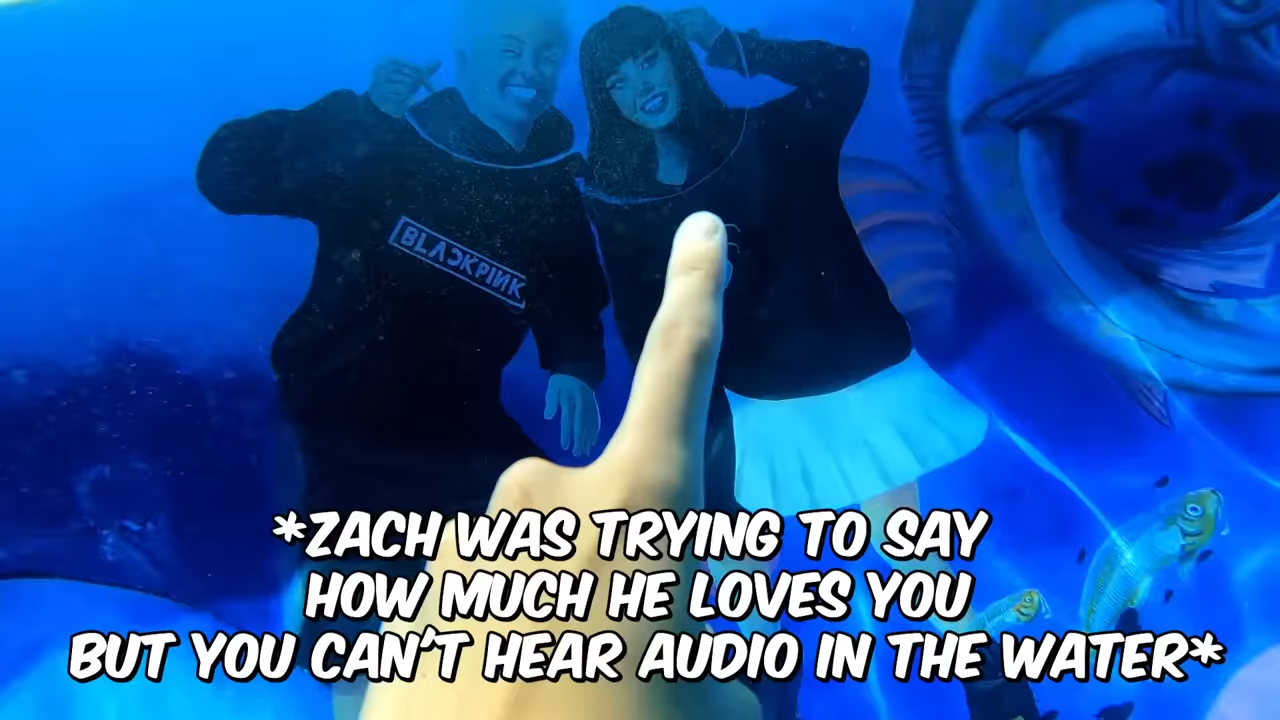 BLACKPINK
*ZACH WAS TRYING TO SAY
HOW MUCH HE LOVES YOU
BUT YOU CAN'T HEAR AUDIO IN THE WATER*